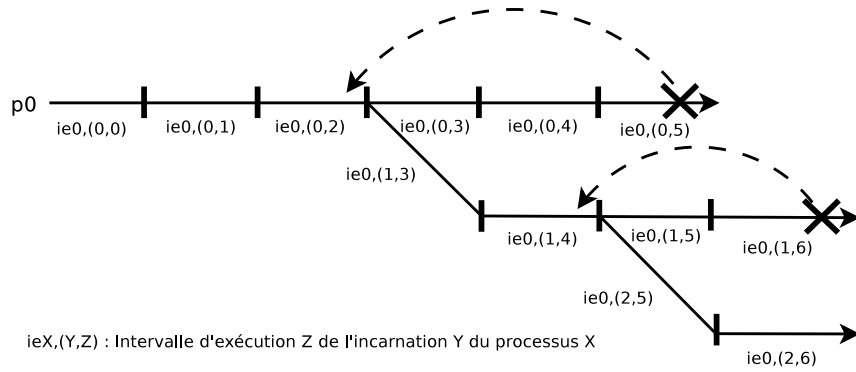 p0
ie0,(0,0)
ie0,(0,1)
ie0,(0,2)
ie0,(0,3)
ie0,(0,4)
ie0,(0,5)
ie0,(1,3)
ie0,(1,4)
ie0,(1,5)
ie0,(1,6)
ie0,(2,5)
ieX,(Y,Z) : Intervalle d'exécution Z de l'incarnation Y du processus X
ie0,(2,6)